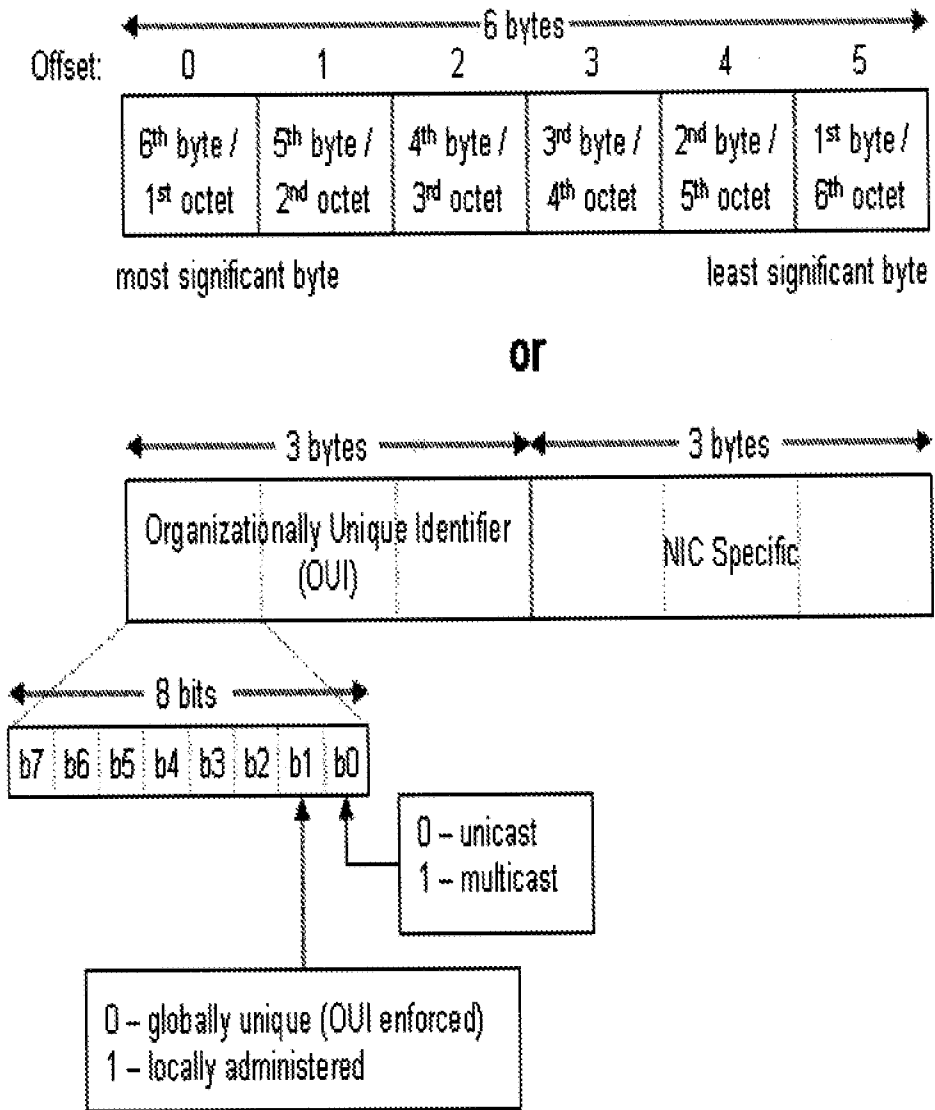 6 bytes
Offset: 0 1 2 3 4 5
6th byte / 5th byte / 4th byte / 3rd byte / 2nd byte / 1st byte /
1st octet 2nd octet 3rd octet 4th octet 5th octet 6th octet
most significant byte least significant byte
or
3 bytes 3 bytes
Organizationally Unique Identifier
(OUI)
NIC Specific
8 bits
b7 b6 b5 b4 b3 b2 b1 b0
0 – unicast
1 – multicast
0 – globally unique (OUI enforced)
1 – locally administered